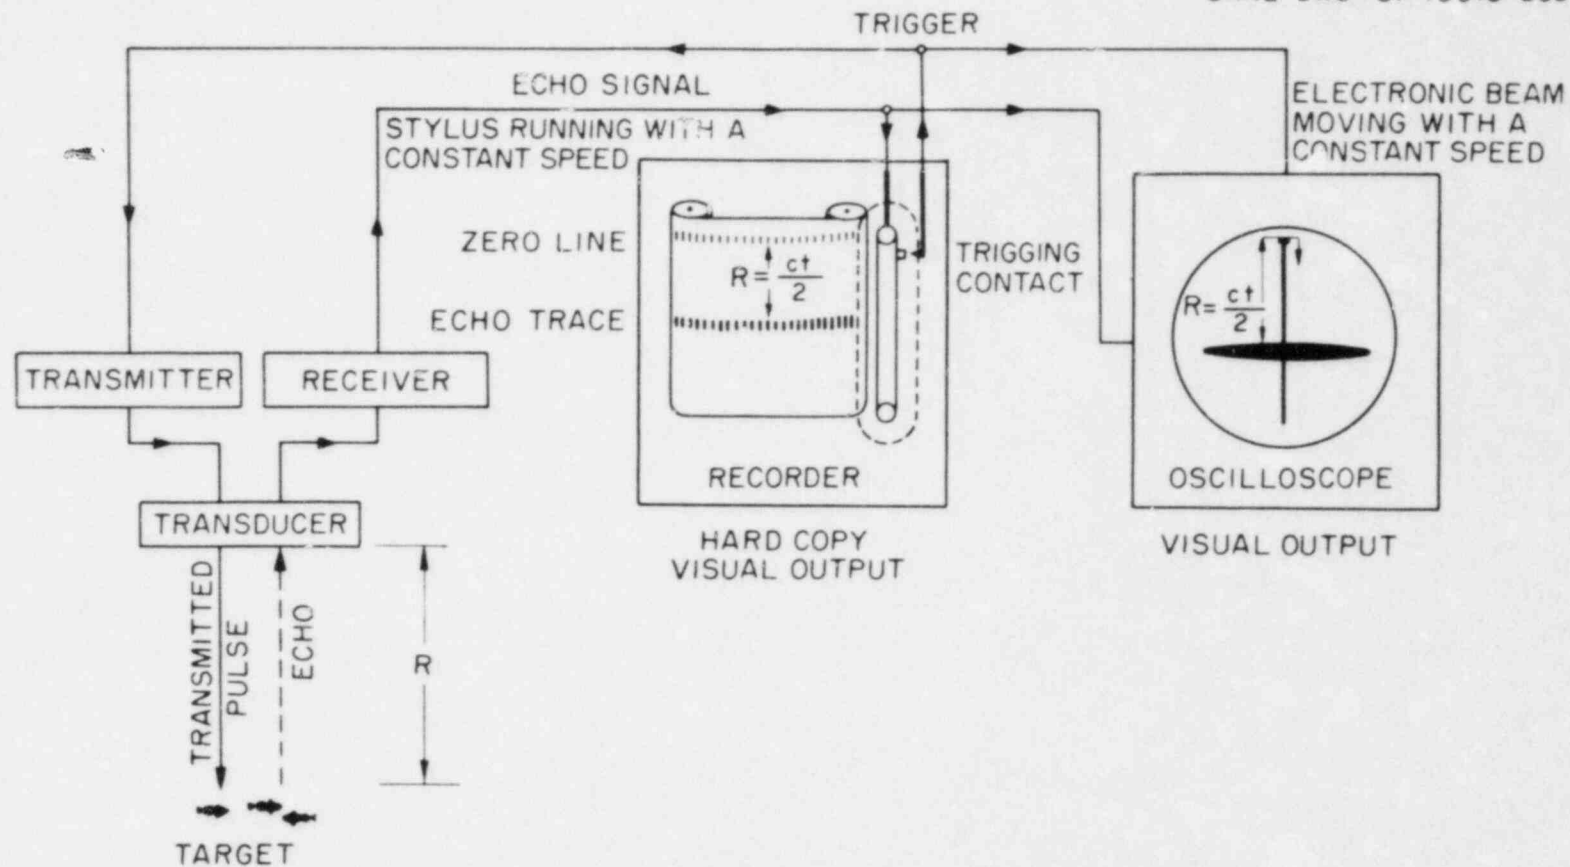 TRIGGER
ECHO SIGNAL
STYLUS RUNNING WITH A
CONSTANT SPEED
ELECTRONIC BEAM
MOVING WITH A
CONSTANT SPEED
ZERO LINE
R = ct/2
TRIGGING
CONTACT
R = ct/2
ECHO TRACE
TRANSMITTER
RECEIVER
RECORDER
OSCILLOSCOPE
TRANSDUCER
HARD COPY
VISUAL OUTPUT
VISUAL OUTPUT
TRANSMITTED
PULSE
ECHO
R
TARGET